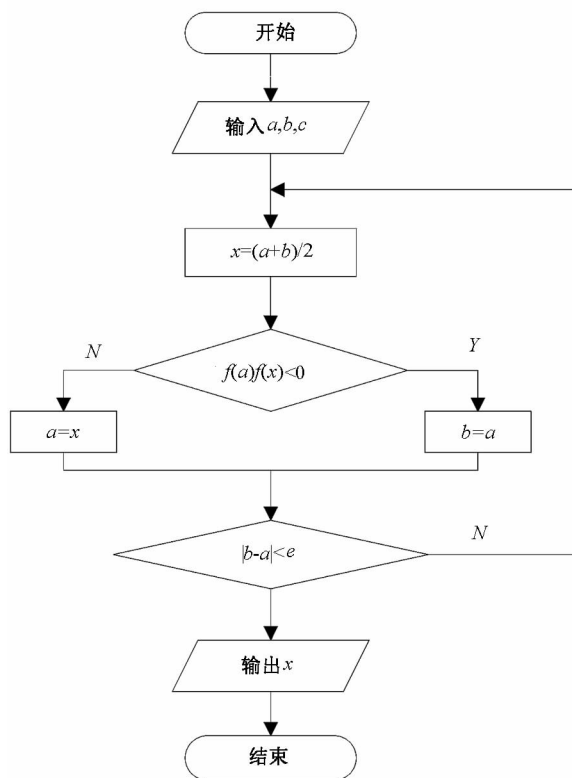 开始
输入a,b,c
x=(a+b)/2
N
f(a)f(x)<0
Y
a=x
b=a
|b-a|<e
N
输出x
结束